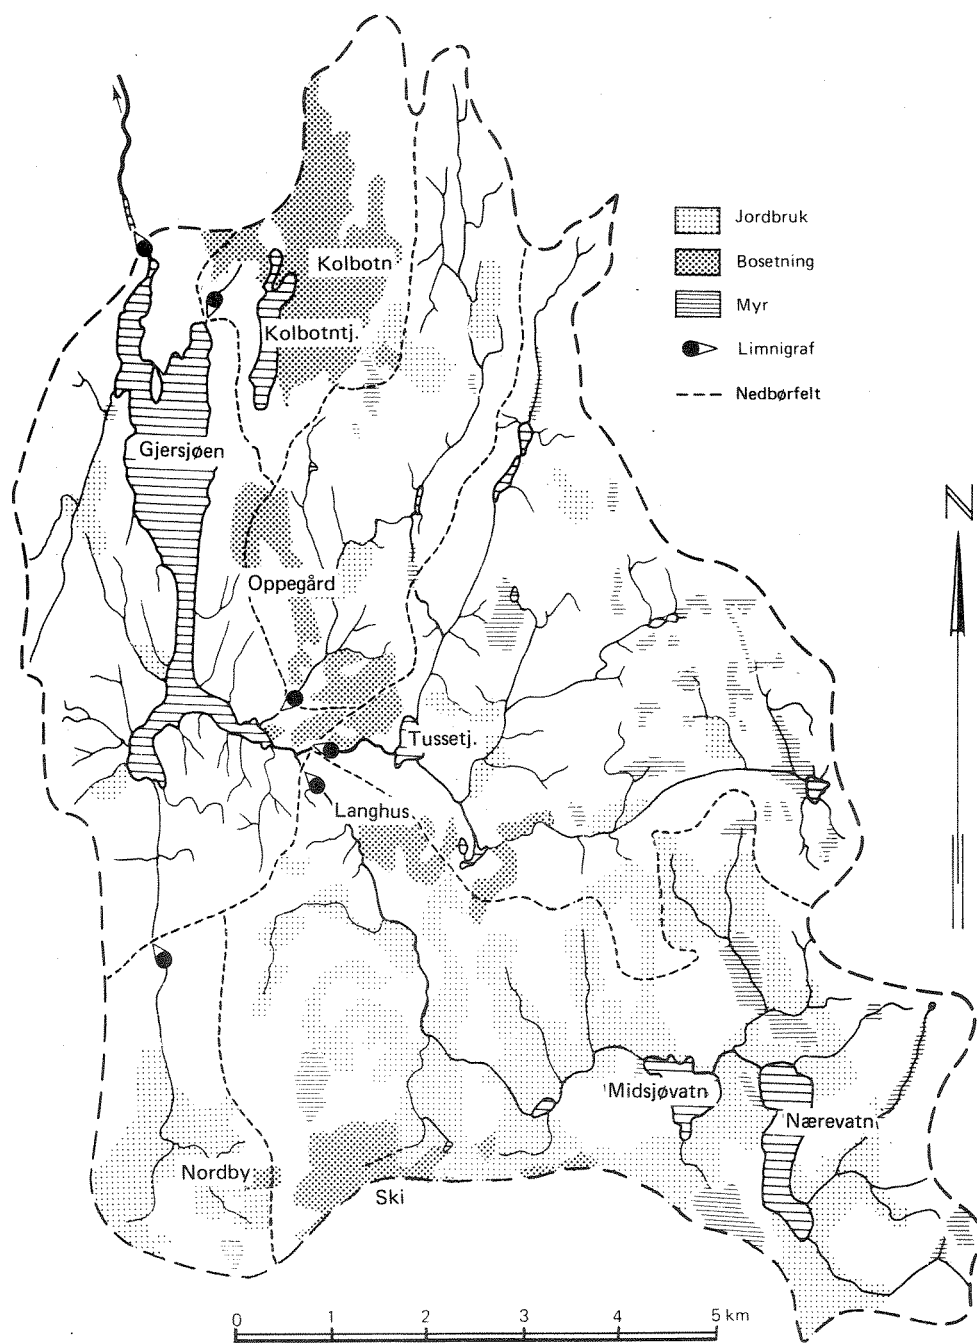 Jordbruk
Bosetning
Myr
Limnigraf
Nedbørfelt
Kolbotn
Kolbotntj.
Gjersjøen
Oppegård
Tussetj.
Langhus
Midsjøvatn
Nærevatn
Nordby
Ski
N
0 1 2 3 4 5 km